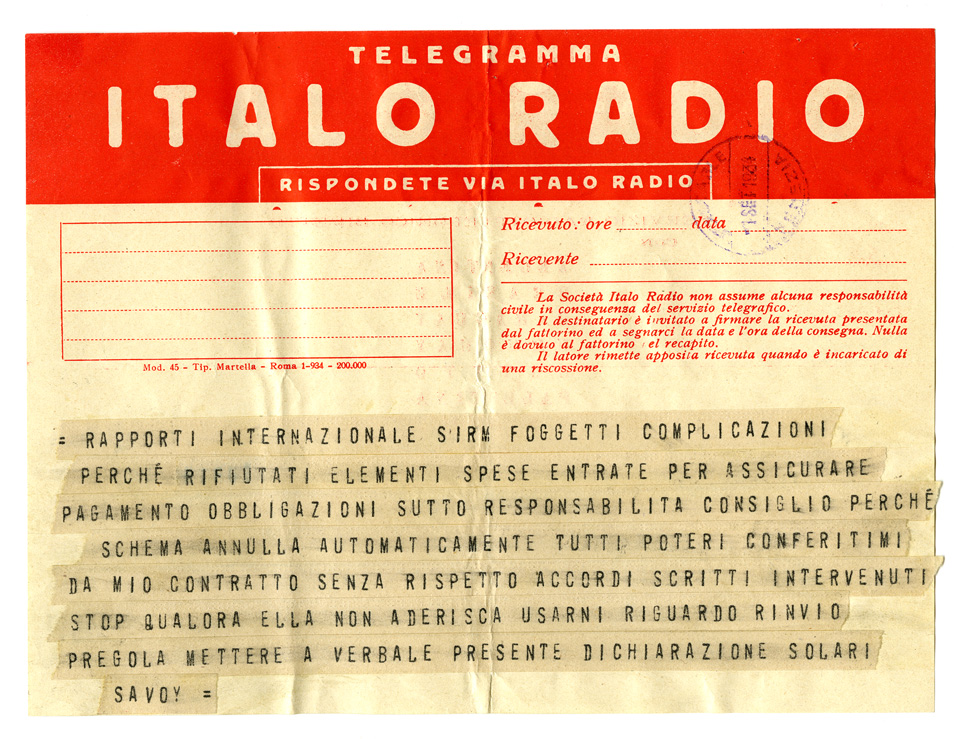 TELEGRAMMA
ITALO RADIO
RISPONDETE VIA ITALO RADIO
Ricevuto: ore data
Ricevente
La Società Italo Radio non assume alcuna responsabilità
civile in conseguenza del servizio telegrafico.
Il destinatario è invitato a firmare la ricevuta presentata
dal fattorino ed a segnarci la data e l'ora della consegna. Nulla
è dovuto al fattorino el recapito.
Il latore rimette apposita ricevuta quando è incaricato di
una riscossione.
Mod. 45 - Tip. Martella - Roma 1-934 - 200.000
= RAPPORTI INTERNAZIONALE S'IRM FOGGETTI COMPLICAZIONI
PERCHÉ RIFIUTATI ELEMENTI SPESE ENTRATE PER ASSICURARE
PAGAMENTO OBBLIGAZIONI SUTTO RESPONSABILITA CONSIGLIO PERCHÉ
SCHEMA ANNULLA AUTOMATICAMENTE TUTTI POTERI CONFERITIMI
DA MIO CONTRATTO SENZA RISPETTO ACCORDI SCRITTI INTERVENUTI
STOP QUALORA ELLA NON ADERISCA USARNI RIGUARDO RINVIO
PREGOLA METTERE A VERBALE PRESENTE DICHIARAZIONE SOLARI
SAVOY =